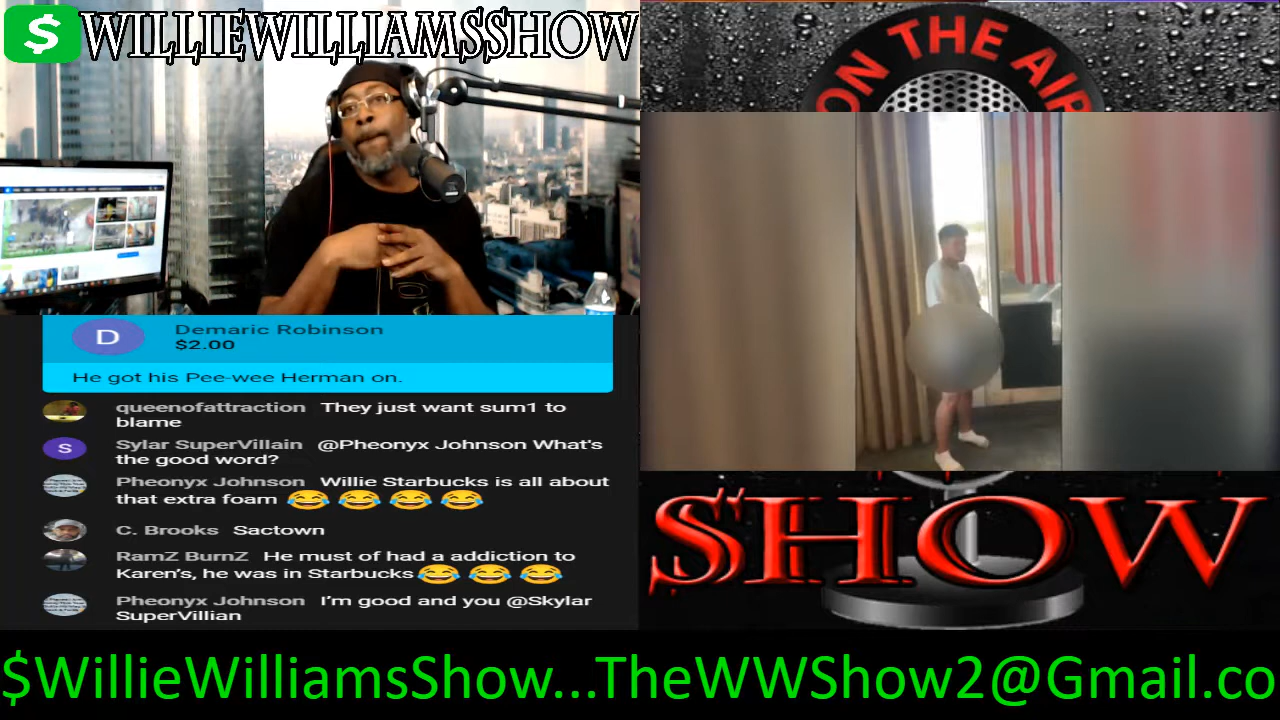 $ WILLIEWILLIAMSSHOW
ON THE AIR
D
Demaric Robinson
$2.00
He got his Pee-wee Herman on.
queenofattraction They just want sum1 to
blame
S
Sylar SuperVillain @Pheonyx Johnson What's
the good word?
Pheonyx Johnson Willie Starbucks is all about
that extra foam 😂 😂 😂 😂
C. Brooks Sactown
RamZ BurnZ He must of had a addiction to
Karen's, he was in Starbucks 😂 😂 😂
Pheonyx Johnson I'm good and you @Skylar
SuperVillian
SHOW
$WillieWilliamsShow...TheWWShow2@Gmail.co